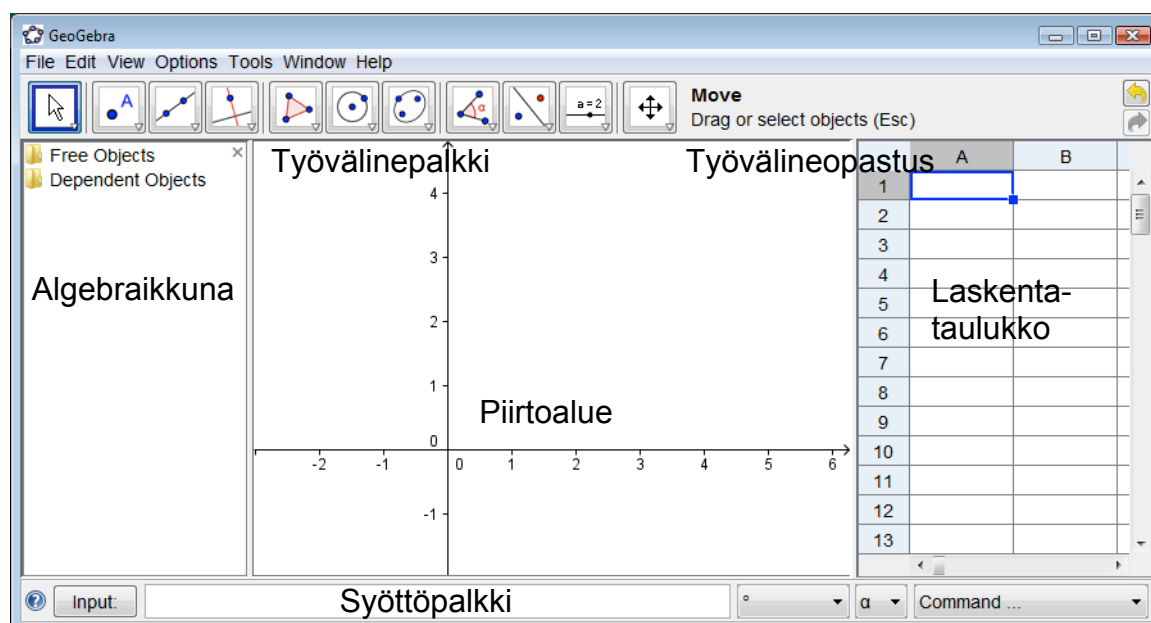 GeoGebra
File Edit View Options Tools Window Help
A
α
a = 2
Move
Drag or select objects (Esc)
Free Objects
Dependent Objects
Työvälinepalkki
Työvälineopastus
A B
1
2
3
4
5
6
7
8
9
10
11
12
13
Algebraikkuna
Laskenta-
taulukko
Piirtoalue
4
3
2
1
0
-2 -1 0 1 2 3 4 5 6
-1
Input:
Syöttöpalkki
° α Command ...